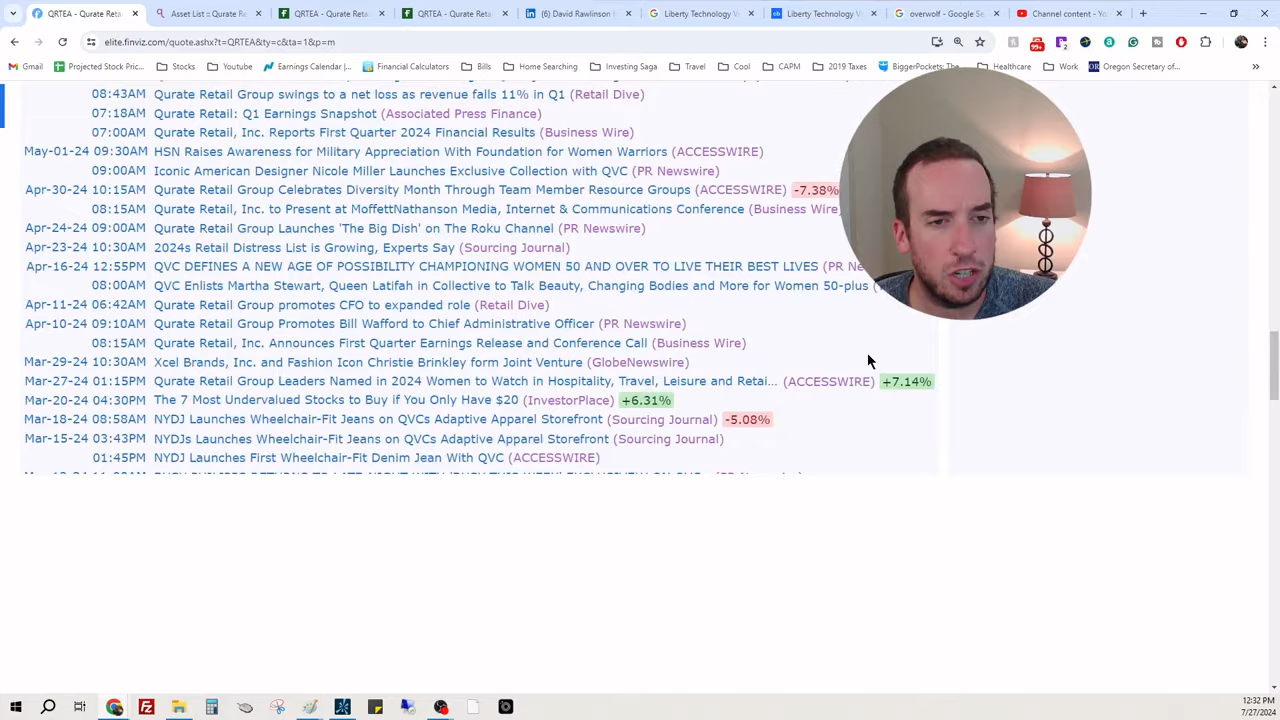 QRTEA - Qurate Reta
Asset List :: Qurate R
QRTEA - Qurate Reta
QRTEA - Qurate Reta
(6) David Rawlinson
Liberty Technology V
Liberty Technology V
overwolf - Google Se
Channel content - Yo
elite.finviz.com/quote.ashx?t=QRTEA&ty=c&ta=1&p=m
99+
2
Gmail
Projected Stock Pric...
Stocks
Youtube
Earnings Calendar |...
Financial Calculators
Bills
Home Searching
Investing Saga
Travel
Cool
CAPM
2019 Taxes
BiggerPockets: The...
Healthcare
Work
Oregon Secretary of...
08:43AM Qurate Retail Group swings to a net loss as revenue falls 11% in Q1 (Retail Dive)
07:18AM Qurate Retail: Q1 Earnings Snapshot (Associated Press Finance)
07:00AM Qurate Retail, Inc. Reports First Quarter 2024 Financial Results (Business Wire)
May-01-24 09:30AM HSN Raises Awareness for Military Appreciation With Foundation for Women Warriors (ACCESSWIRE)
09:00AM Iconic American Designer Nicole Miller Launches Exclusive Collection with QVC (PR Newswire)
Apr-30-24 10:15AM Qurate Retail Group Celebrates Diversity Month Through Team Member Resource Groups (ACCESSWIRE) -7.38%
08:15AM Qurate Retail, Inc. to Present at MoffettNathanson Media, Internet & Communications Conference (Business Wire)
Apr-24-24 09:00AM Qurate Retail Group Launches 'The Big Dish' on The Roku Channel (PR Newswire)
Apr-23-24 10:30AM 2024s Retail Distress List is Growing, Experts Say (Sourcing Journal)
Apr-16-24 12:55PM QVC DEFINES A NEW AGE OF POSSIBILITY CHAMPIONING WOMEN 50 AND OVER TO LIVE THEIR BEST LIVES (PR Ne
08:00AM QVC Enlists Martha Stewart, Queen Latifah in Collective to Talk Beauty, Changing Bodies and More for Women 50-plus (
Apr-11-24 06:42AM Qurate Retail Group promotes CFO to expanded role (Retail Dive)
Apr-10-24 09:10AM Qurate Retail Group Promotes Bill Wafford to Chief Administrative Officer (PR Newswire)
08:15AM Qurate Retail, Inc. Announces First Quarter Earnings Release and Conference Call (Business Wire)
Mar-29-24 10:30AM Xcel Brands, Inc. and Fashion Icon Christie Brinkley form Joint Venture (GlobeNewswire)
Mar-27-24 01:15PM Qurate Retail Group Leaders Named in 2024 Women to Watch in Hospitality, Travel, Leisure and Retai... (ACCESSWIRE) +7.14%
Mar-20-24 04:30PM The 7 Most Undervalued Stocks to Buy if You Only Have $20 (InvestorPlace) +6.31%
Mar-18-24 08:58AM NYDJ Launches Wheelchair-Fit Jeans on QVCs Adaptive Apparel Storefront (Sourcing Journal) -5.08%
Mar-15-24 03:43PM NYDJs Launches Wheelchair-Fit Jeans on QVCs Adaptive Apparel Storefront (Sourcing Journal)
01:45PM NYDJ Launches First Wheelchair-Fit Denim Jean With QVC (ACCESSWIRE)
12:32 PM
7/27/2024